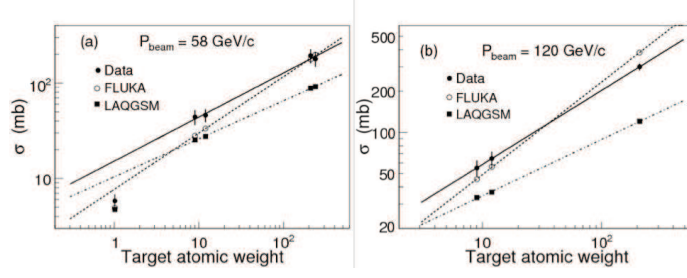 (a) P_beam = 58 GeV/c
Data
FLUKA
LAQGSM
σ (mb)
10²
10
1 10 10²
Target atomic weight
(b) P_beam = 120 GeV/c
Data
FLUKA
LAQGSM
σ (mb)
500
200
100
50
20
10 10²
Target atomic weight